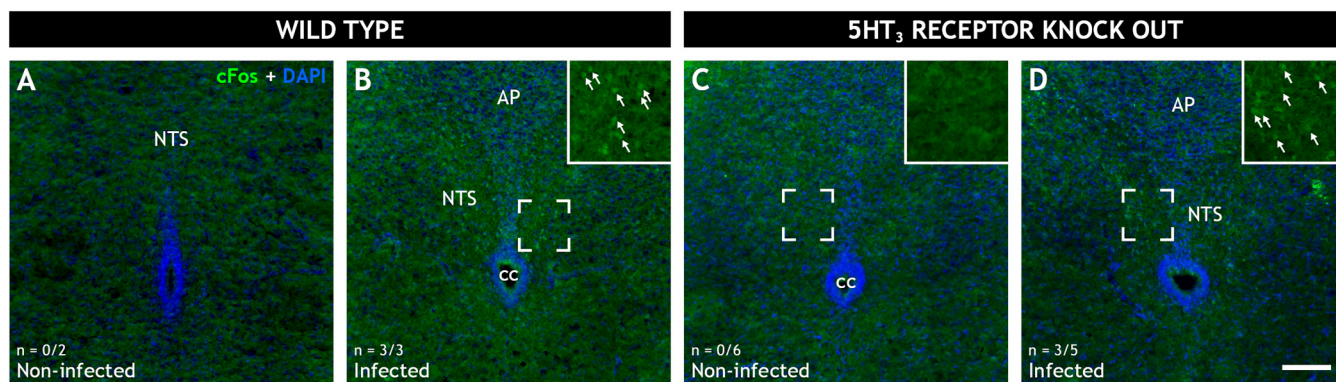 WILD TYPE
5HT₃ RECEPTOR KNOCK OUT
A
cFos + DAPI
NTS
B
AP
NTS
cc
C
cc
D
AP
NTS
n = 0/2
Non-infected
n = 3/3
Infected
n = 0/6
Non-infected
n = 3/5
Infected